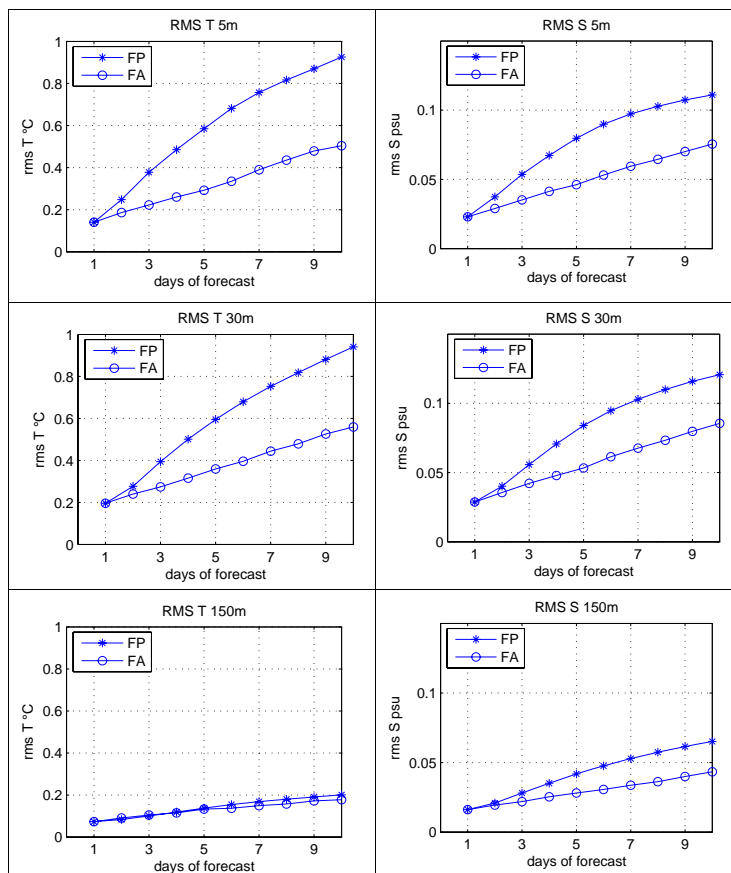 RMS T 5m
FP
FA
1
0.8
0.6
0.4
0.2
0
rms T °C
1 3 5 7 9
days of forecast
RMS S 5m
FP
FA
0.1
0.05
0
rms S psu
1 3 5 7 9
days of forecast
RMS T 30m
FP
FA
1
0.8
0.6
0.4
0.2
0
rms T °C
1 3 5 7 9
days of forecast
RMS S 30m
FP
FA
0.1
0.05
0
rms S psu
1 3 5 7 9
days of forecast
RMS T 150m
FP
FA
1
0.8
0.6
0.4
0.2
0
rms T °C
1 3 5 7 9
days of forecast
RMS S 150m
FP
FA
0.1
0.05
0
rms S psu
1 3 5 7 9
days of forecast